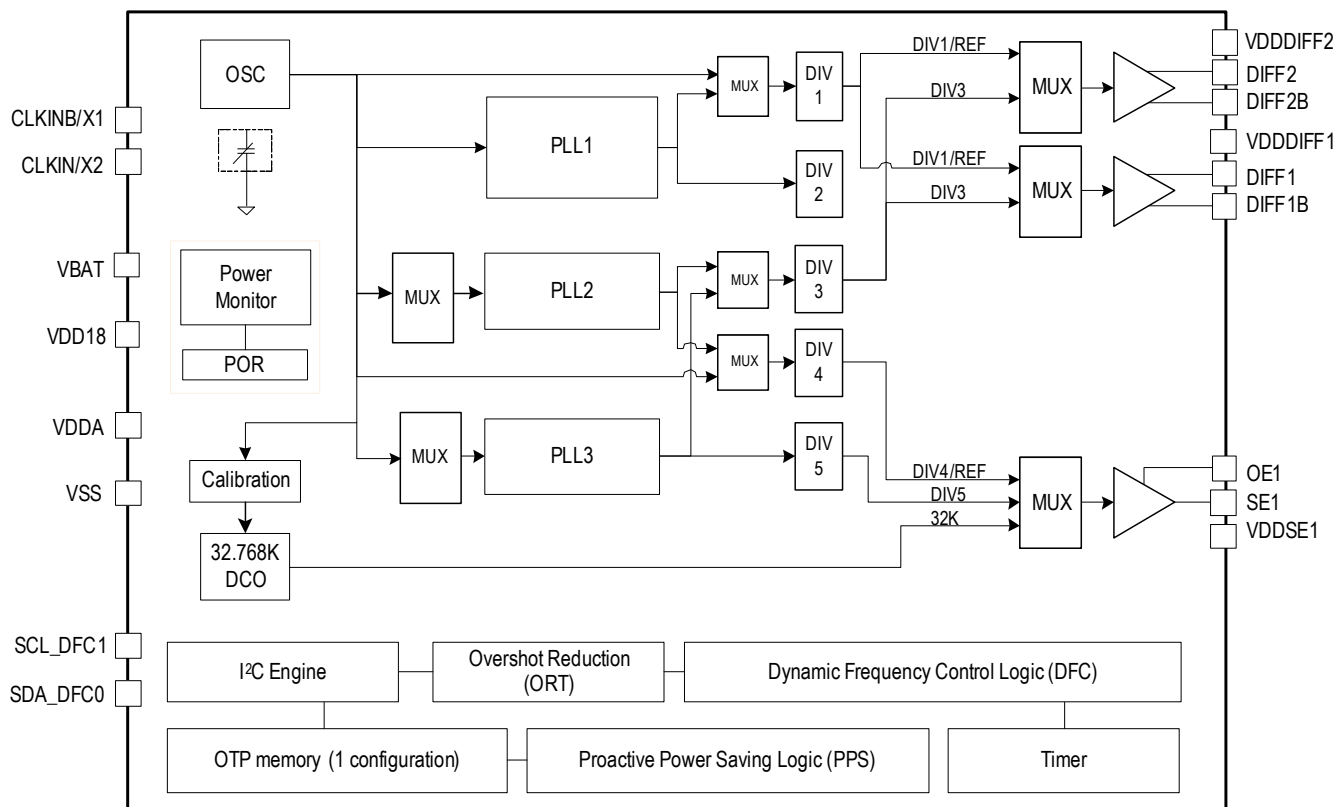 CLKINB/X1
CLKIN/X2
VBAT
VDD18
VDDA
VSS
SCL_DFC1
SDA_DFC0
OSC
Power
Monitor
POR
Calibration
32.768K
DCO
MUX
MUX
PLL1
PLL2
PLL3
MUX
MUX
MUX
DIV
1
DIV
2
DIV
3
DIV
4
DIV
5
DIV1/REF
DIV3
DIV1/REF
DIV3
DIV4/REF
DIV5
32K
MUX
MUX
MUX
VDDDIFF2
DIFF2
DIFF2B
VDDDIFF1
DIFF1
DIFF1B
OE1
SE1
VDDSE1
I²C Engine
Overshot Reduction
(ORT)
Dynamic Frequency Control Logic (DFC)
OTP memory (1 configuration)
Proactive Power Saving Logic (PPS)
Timer